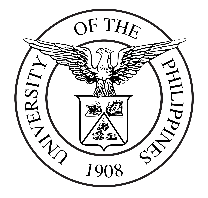 UNIVERSITY OF THE PHILIPPINES
1908